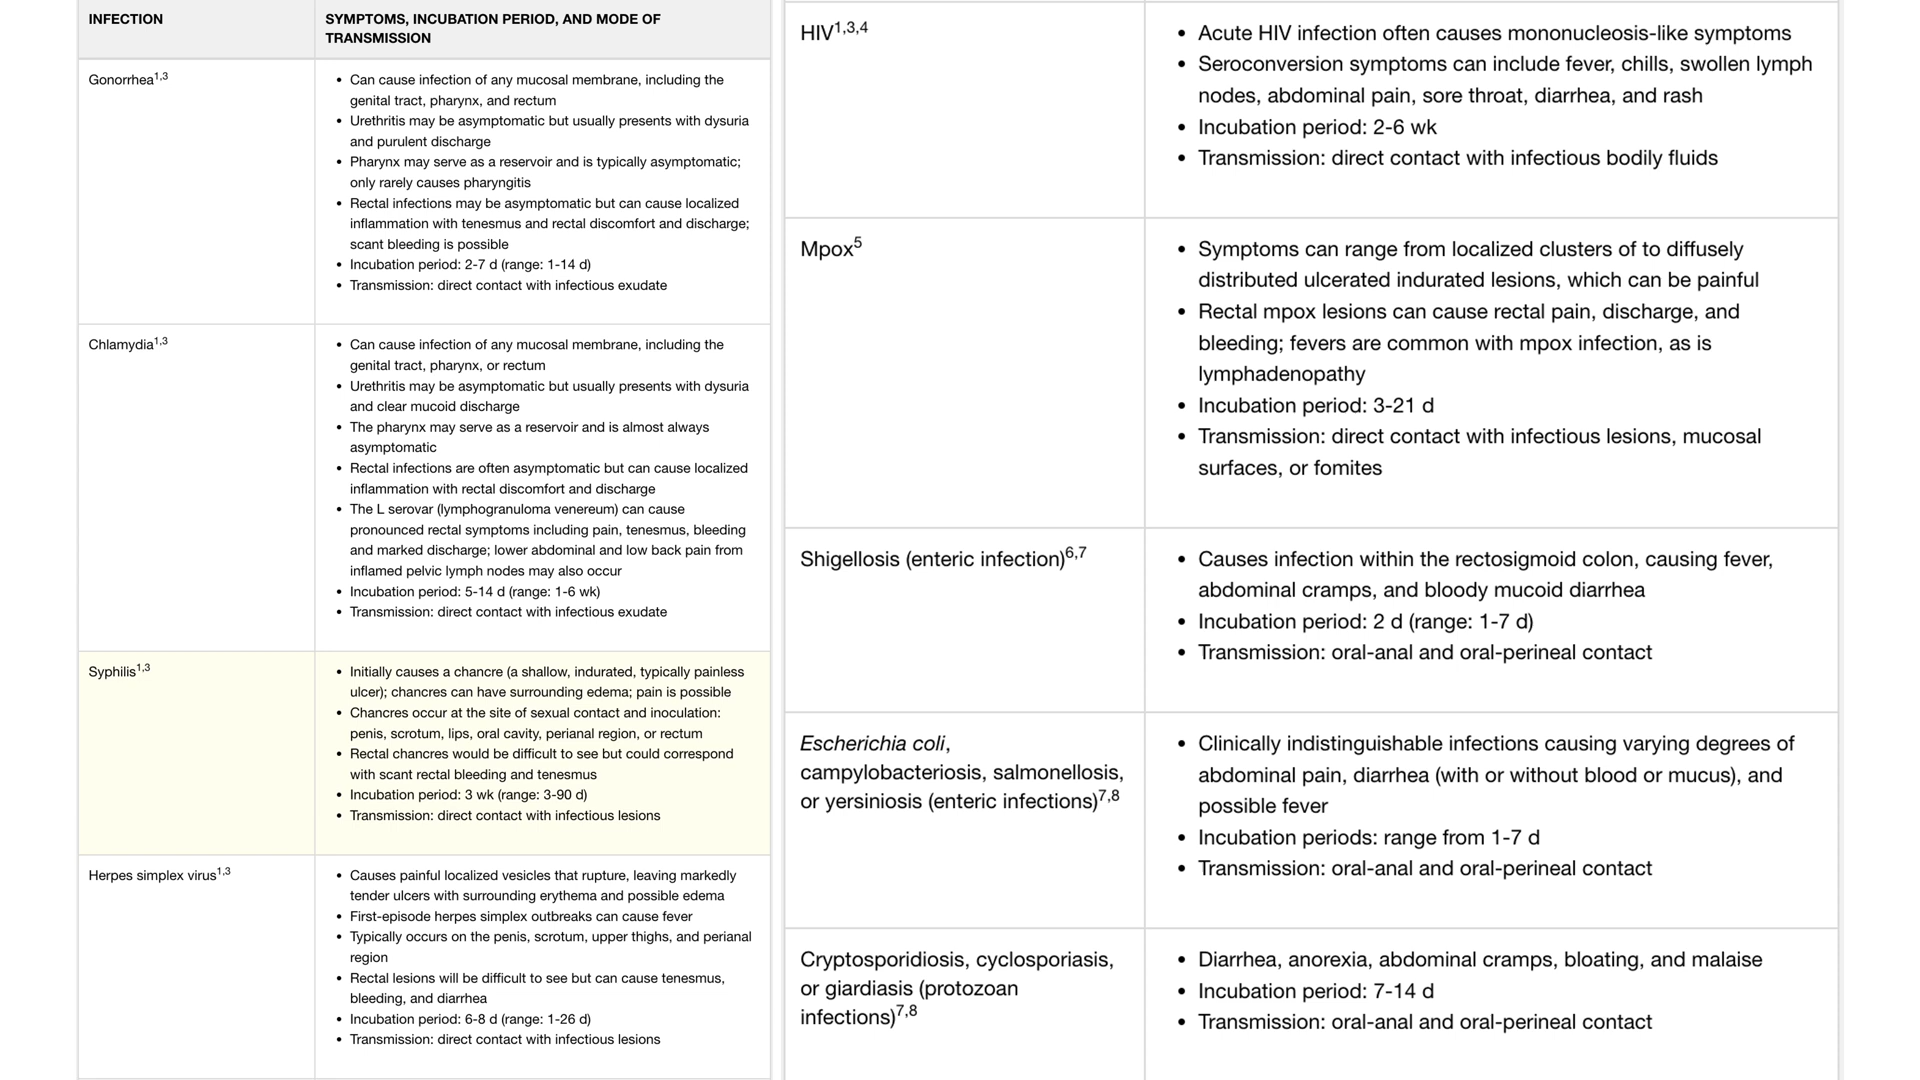 INFECTION
SYMPTOMS, INCUBATION PERIOD, AND MODE OF
TRANSMISSION
Gonorrhea1,3
• Can cause infection of any mucosal membrane, including the
genital tract, pharynx, and rectum
• Urethritis may be asymptomatic but usually presents with dysuria
and purulent discharge
• Pharynx may serve as a reservoir and is typically asymptomatic;
only rarely causes pharyngitis
• Rectal infections may be asymptomatic but can cause localized
inflammation with tenesmus and rectal discomfort and discharge;
scant bleeding is possible
• Incubation period: 2-7 d (range: 1-14 d)
• Transmission: direct contact with infectious exudate
Chlamydia1,3
• Can cause infection of any mucosal membrane, including the
genital tract, pharynx, or rectum
• Urethritis may be asymptomatic but usually presents with dysuria
and clear mucoid discharge
• The pharynx may serve as a reservoir and is almost always
asymptomatic
• Rectal infections are often asymptomatic but can cause localized
inflammation with rectal discomfort and discharge
• The L serovar (lymphogranuloma venereum) can cause
pronounced rectal symptoms including pain, tenesmus, bleeding
and marked discharge; lower abdominal and low back pain from
inflamed pelvic lymph nodes may also occur
• Incubation period: 5-14 d (range: 1-6 wk)
• Transmission: direct contact with infectious exudate
Syphilis1,3
• Initially causes a chancre (a shallow, indurated, typically painless
ulcer); chancres can have surrounding edema; pain is possible
• Chancres occur at the site of sexual contact and inoculation:
penis, scrotum, lips, oral cavity, perianal region, or rectum
• Rectal chancres would be difficult to see but could correspond
with scant rectal bleeding and tenesmus
• Incubation period: 3 wk (range: 3-90 d)
• Transmission: direct contact with infectious lesions
Herpes simplex virus1,3
• Causes painful localized vesicles that rupture, leaving markedly
tender ulcers with surrounding erythema and possible edema
• First-episode herpes simplex outbreaks can cause fever
• Typically occurs on the penis, scrotum, upper thighs, and perianal
region
• Rectal lesions will be difficult to see but can cause tenesmus,
bleeding, and diarrhea
• Incubation period: 6-8 d (range: 1-26 d)
• Transmission: direct contact with infectious lesions
HIV1,3,4
• Acute HIV infection often causes mononucleosis-like symptoms
• Seroconversion symptoms can include fever, chills, swollen lymph
nodes, abdominal pain, sore throat, diarrhea, and rash
• Incubation period: 2-6 wk
• Transmission: direct contact with infectious bodily fluids
Mpox5
• Symptoms can range from localized clusters of to diffusely
distributed ulcerated indurated lesions, which can be painful
• Rectal mpox lesions can cause rectal pain, discharge, and
bleeding; fevers are common with mpox infection, as is
lymphadenopathy
• Incubation period: 3-21 d
• Transmission: direct contact with infectious lesions, mucosal
surfaces, or fomites
Shigellosis (enteric infection)6,7
• Causes infection within the rectosigmoid colon, causing fever,
abdominal cramps, and bloody mucoid diarrhea
• Incubation period: 2 d (range: 1-7 d)
• Transmission: oral-anal and oral-perineal contact
Escherichia coli,
campylobacteriosis, salmonellosis,
or yersiniosis (enteric infections)7,8
• Clinically indistinguishable infections causing varying degrees of
abdominal pain, diarrhea (with or without blood or mucus), and
possible fever
• Incubation periods: range from 1-7 d
• Transmission: oral-anal and oral-perineal contact
Cryptosporidiosis, cyclosporiasis,
or giardiasis (protozoan
infections)7,8
• Diarrhea, anorexia, abdominal cramps, bloating, and malaise
• Incubation period: 7-14 d
• Transmission: oral-anal and oral-perineal contact